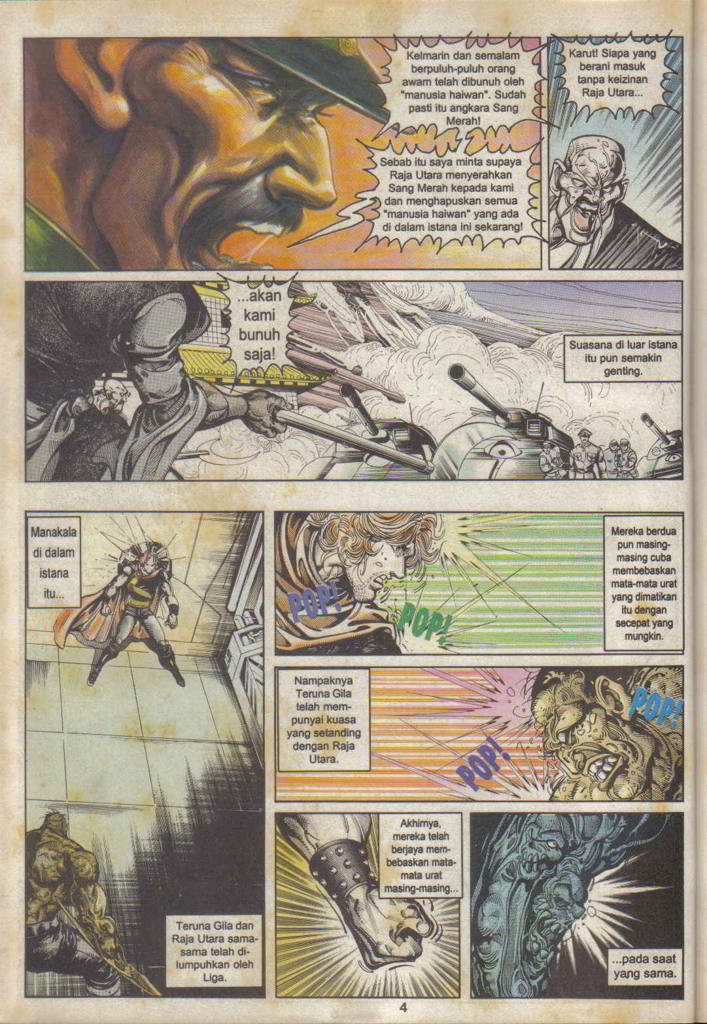 Kelmarin dan semalam
berpuluh-puluh orang
awam telah dibunuh oleh
"manusia haiwan". Sudah
pasti itu angkara Sang
Merah!
Sebab itu saya minta supaya
Raja Utara menyerahkan
Sang Merah kepada kami
dan menghapuskan semua
"manusia haiwan" yang ada
di dalam istana ini sekarang!
Karut! Siapa yang
berani masuk
tanpa keizinan
Raja Utara...
...akan
kami
bunuh
saja!
Suasana di luar istana
itu pun semakin
genting.
Manakala
di dalam
istana
itu...
Teruna Gila dan
Raja Utara sama-
sama telah di-
lumpuhkan oleh
Liga.
POP!
POP!
Mereka berdua
pun masing-
masing cuba
membebaskan
mata-mata urat
yang dimatikan
itu dengan
secepat yang
mungkin.
Nampaknya
Teruna Gila
telah mem-
punyai kuasa
yang setanding
dengan Raja
Utara.
POP!
POP!
Akhirnya,
mereka telah
berjaya mem-
bebaskan mata-
mata urat
masing-masing...
...pada saat
yang sama.
4